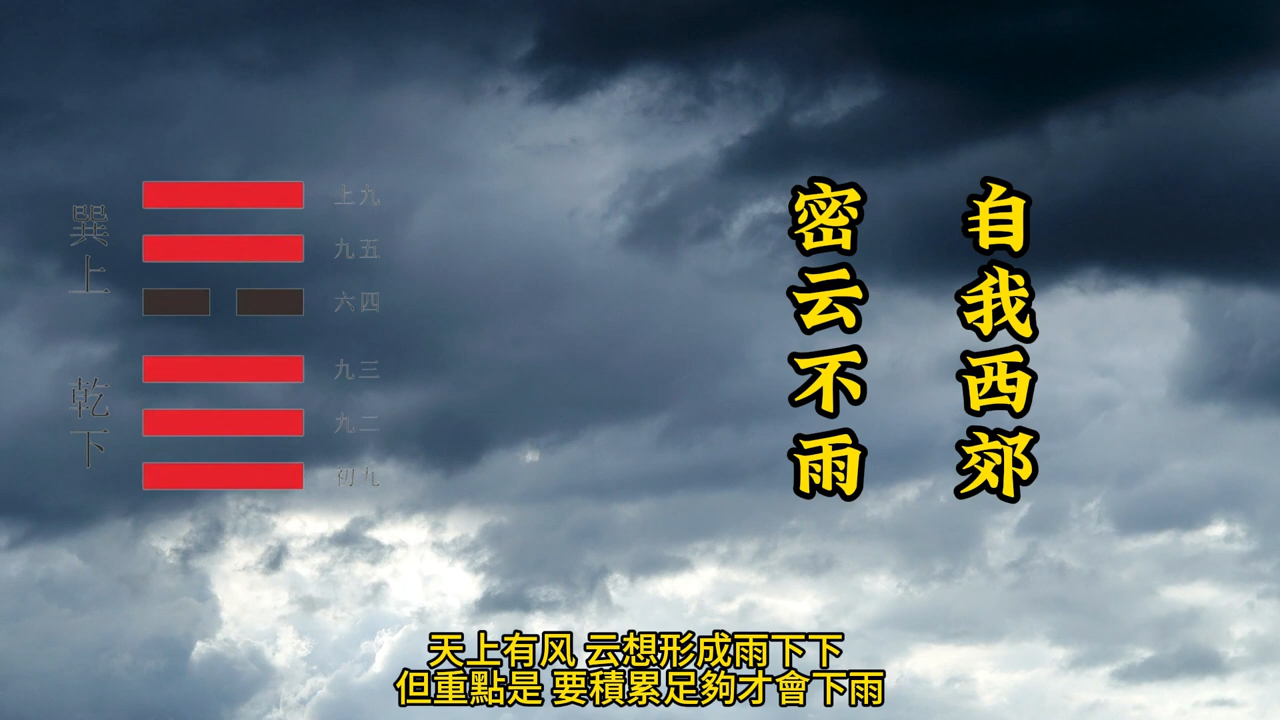 巽上
乾下
上九
九五
六四
九三
九二
初九
密云不雨
自我西郊
天上有风 云想形成雨下下
但重點是 要積累足夠才會下雨